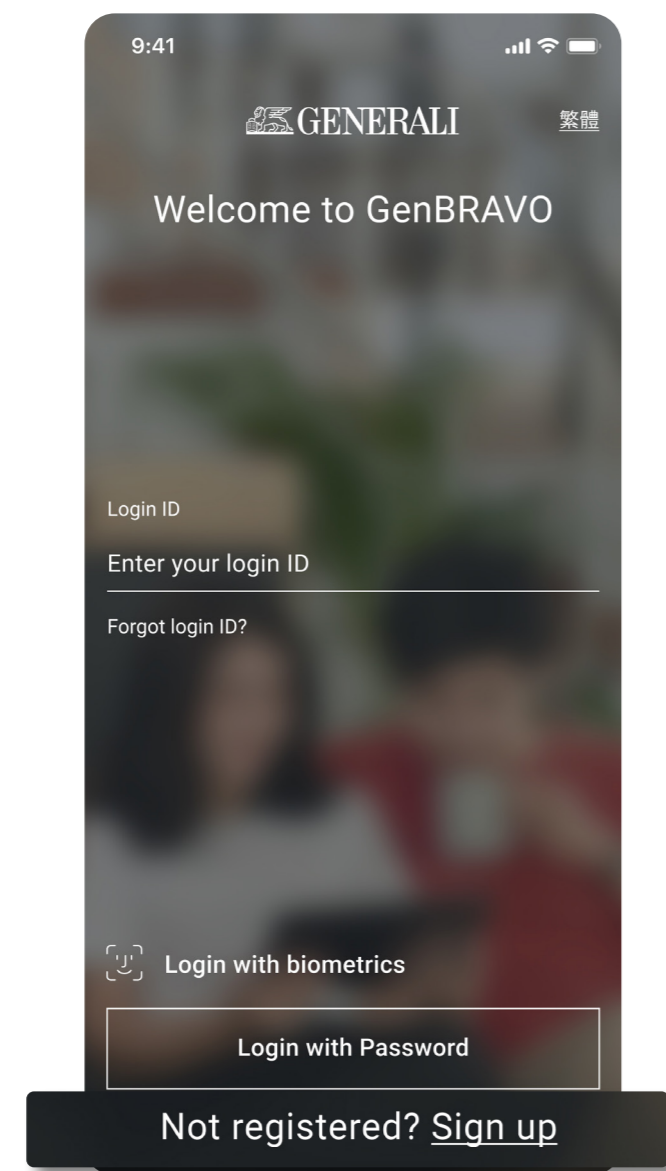 9:41
GENERALI
繁體
Welcome to GenBRAVO
Login ID
Enter your login ID
Forgot login ID?
Login with biometrics
Login with Password
Not registered? Sign up